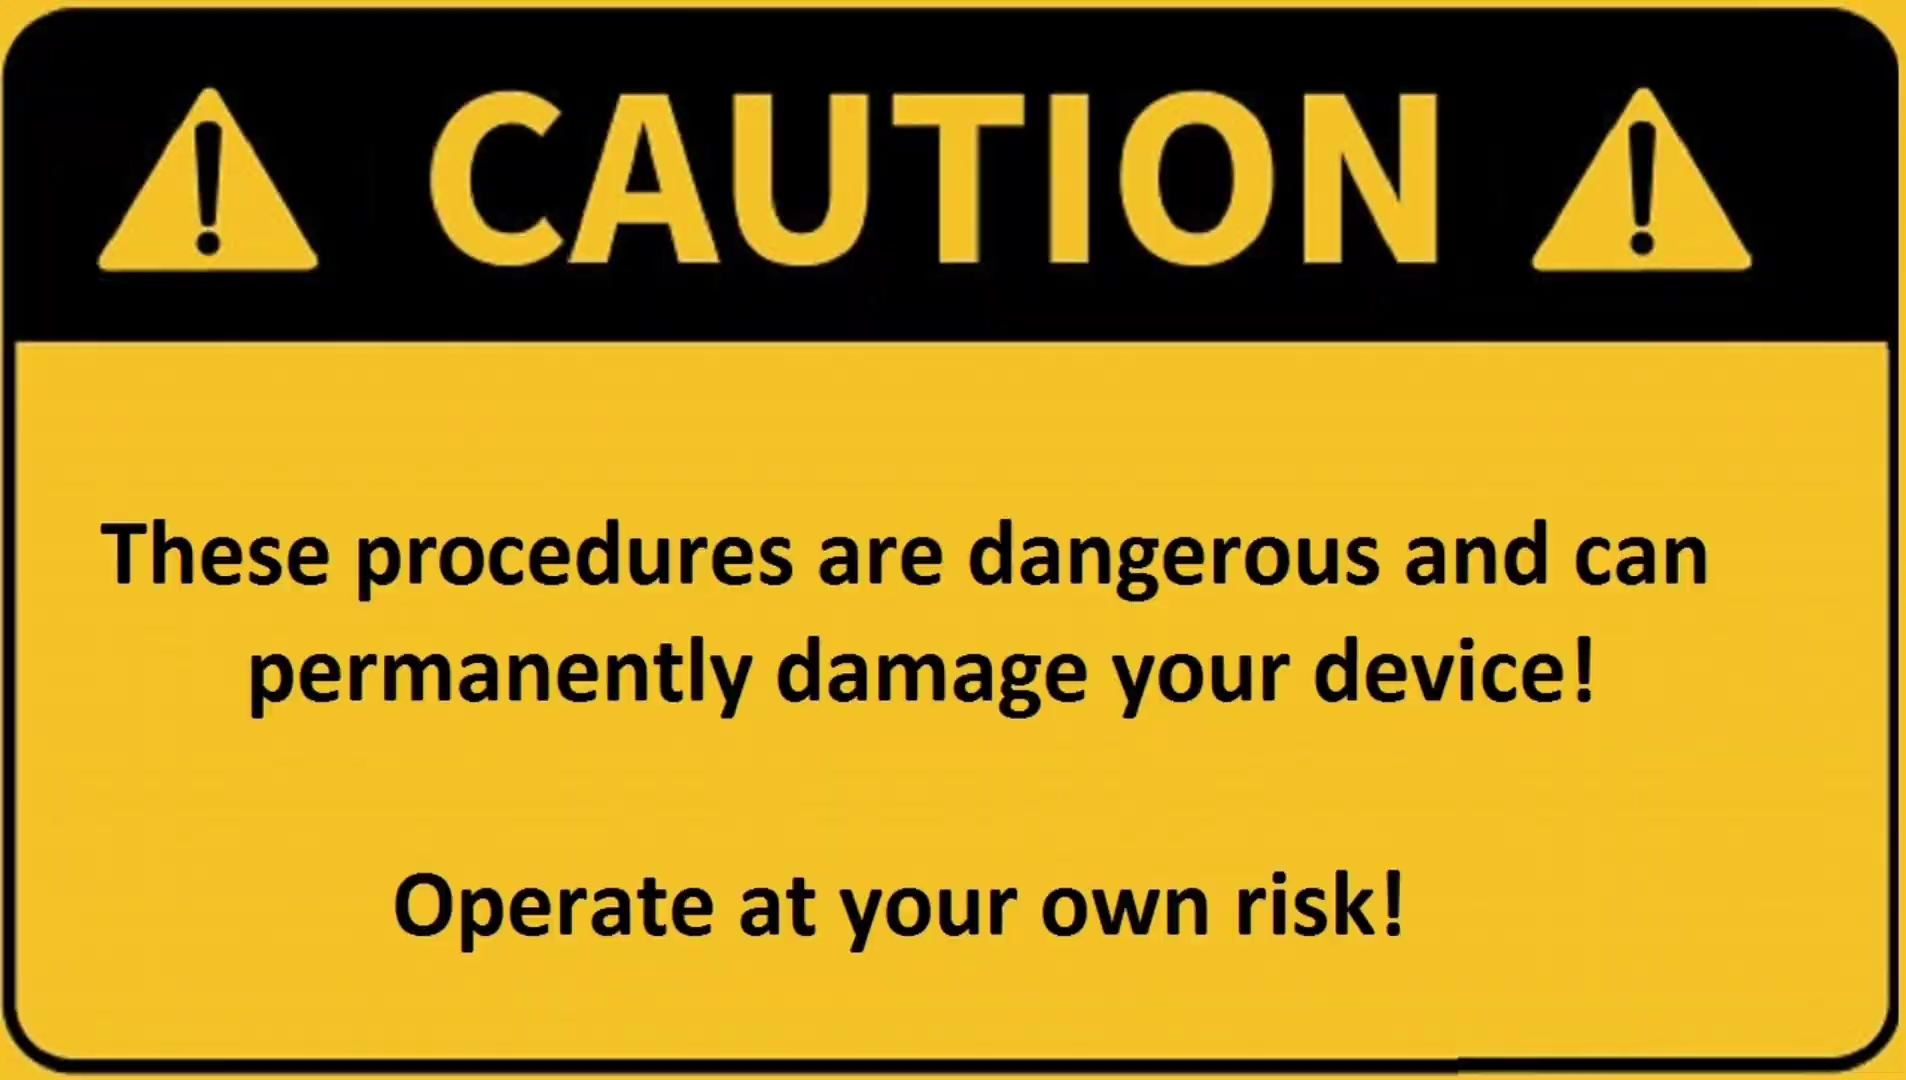 CAUTION
These procedures are dangerous and can
permanently damage your device!
Operate at your own risk!